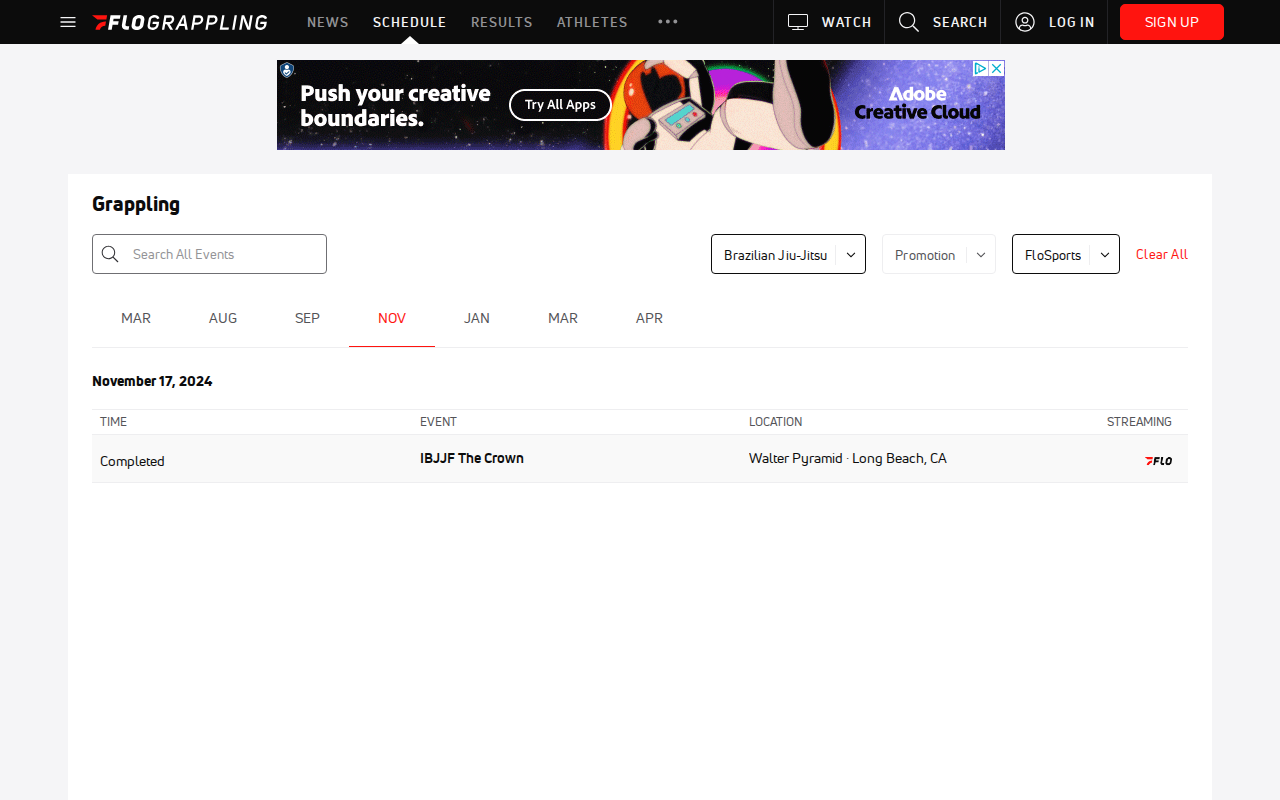 FLOGRAPPLING NEWS SCHEDULE RESULTS ATHLETES WATCH SEARCH LOG IN SIGN UP
Push your creative boundaries.
Try All Apps
Adobe
Creative Cloud
Grappling
Search All Events Brazilian Jiu-Jitsu Promotion FloSports Clear All
MAR AUG SEP NOV JAN MAR APR
November 17, 2024
TIME EVENT LOCATION STREAMING
Completed IBJJF The Crown Walter Pyramid · Long Beach, CA FLO